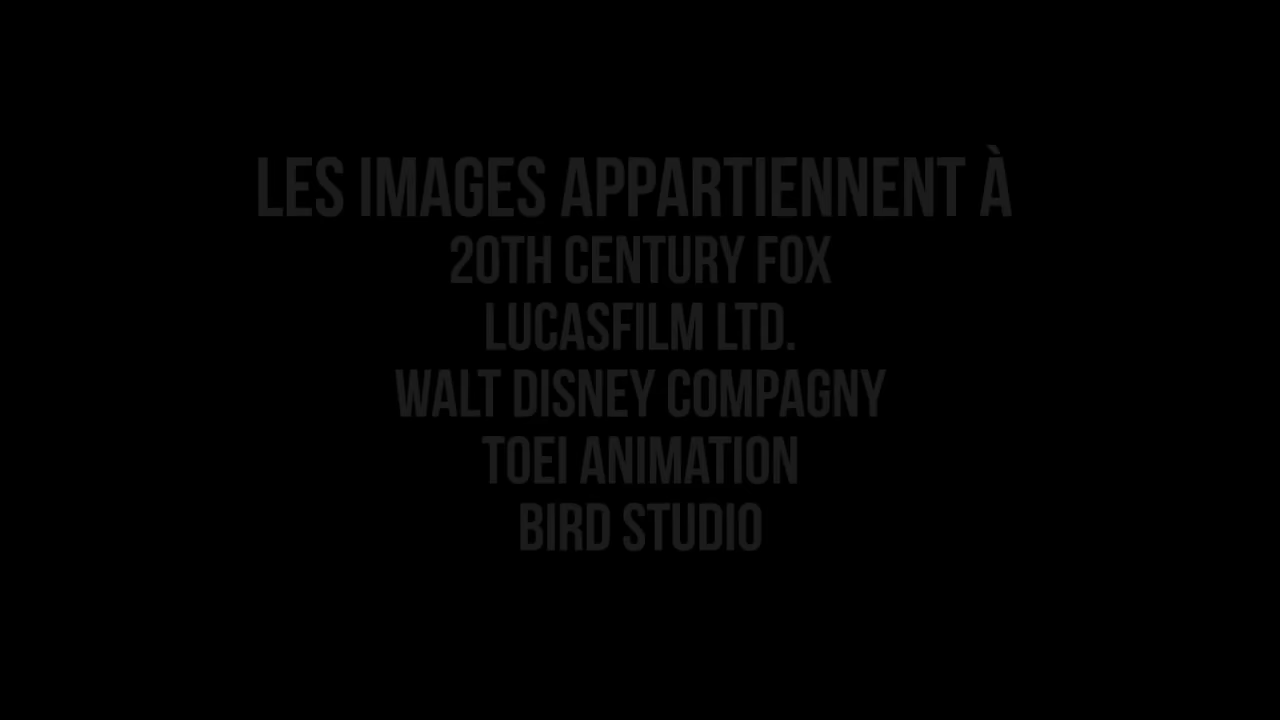 LES IMAGES APPARTIENNENT À
20TH CENTURY FOX
LUCASFILM LTD.
WALT DISNEY COMPAGNY
TOEI ANIMATION
BIRD STUDIO